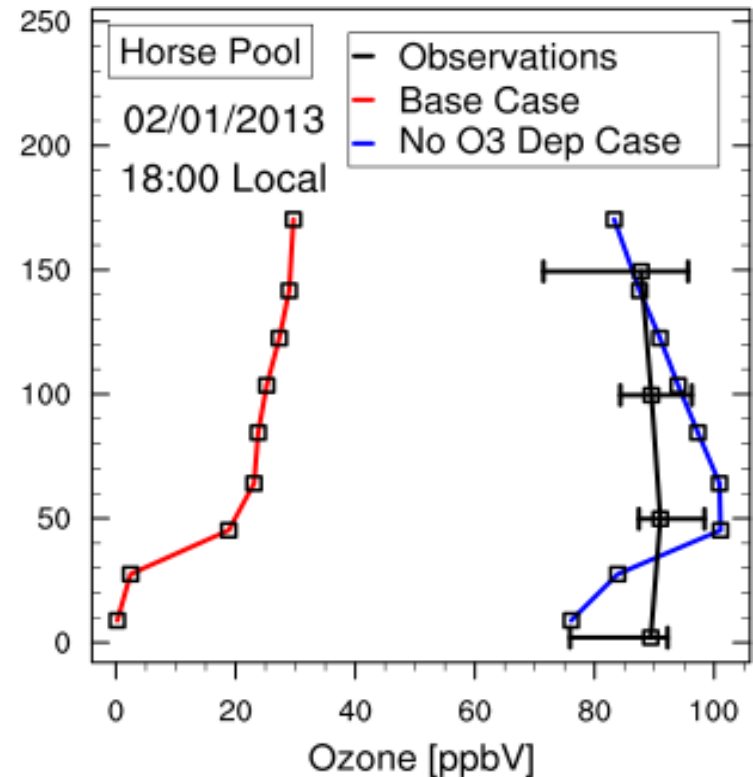 250
200
150
100
50
0
Horse Pool
02/01/2013
18:00 Local
Observations
Base Case
No O3 Dep Case
0 20 40 60 80 100
Ozone [ppbV]